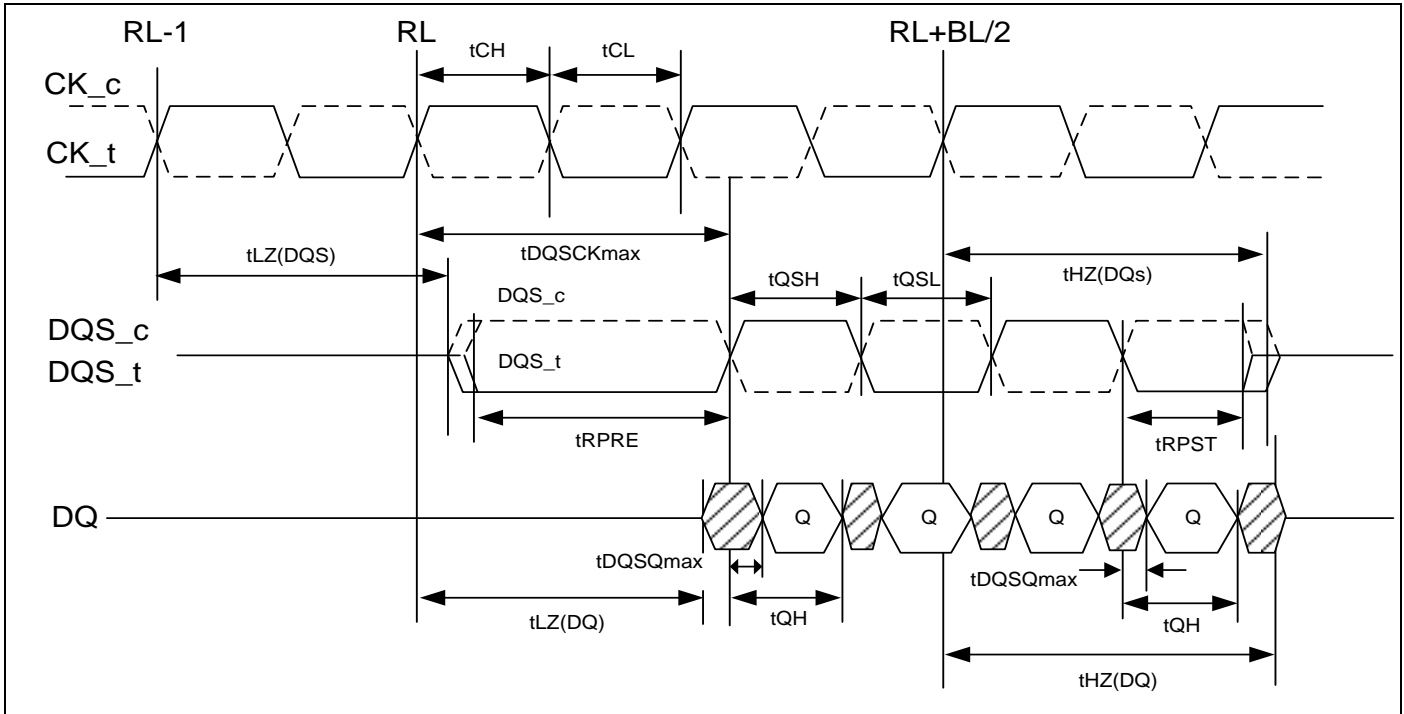 RL-1
RL
RL+BL/2
tCH
tCL
CK_c
CK_t
tLZ(DQS)
tDQSCKmax
tHZ(DQs)
tQSH
tQSL
DQS_c
DQS_c
DQS_t
DQS_t
tRPRE
tRPST
DQ
Q
Q
Q
Q
tDQSQmax
tDQSQmax
tLZ(DQ)
tQH
tQH
tHZ(DQ)